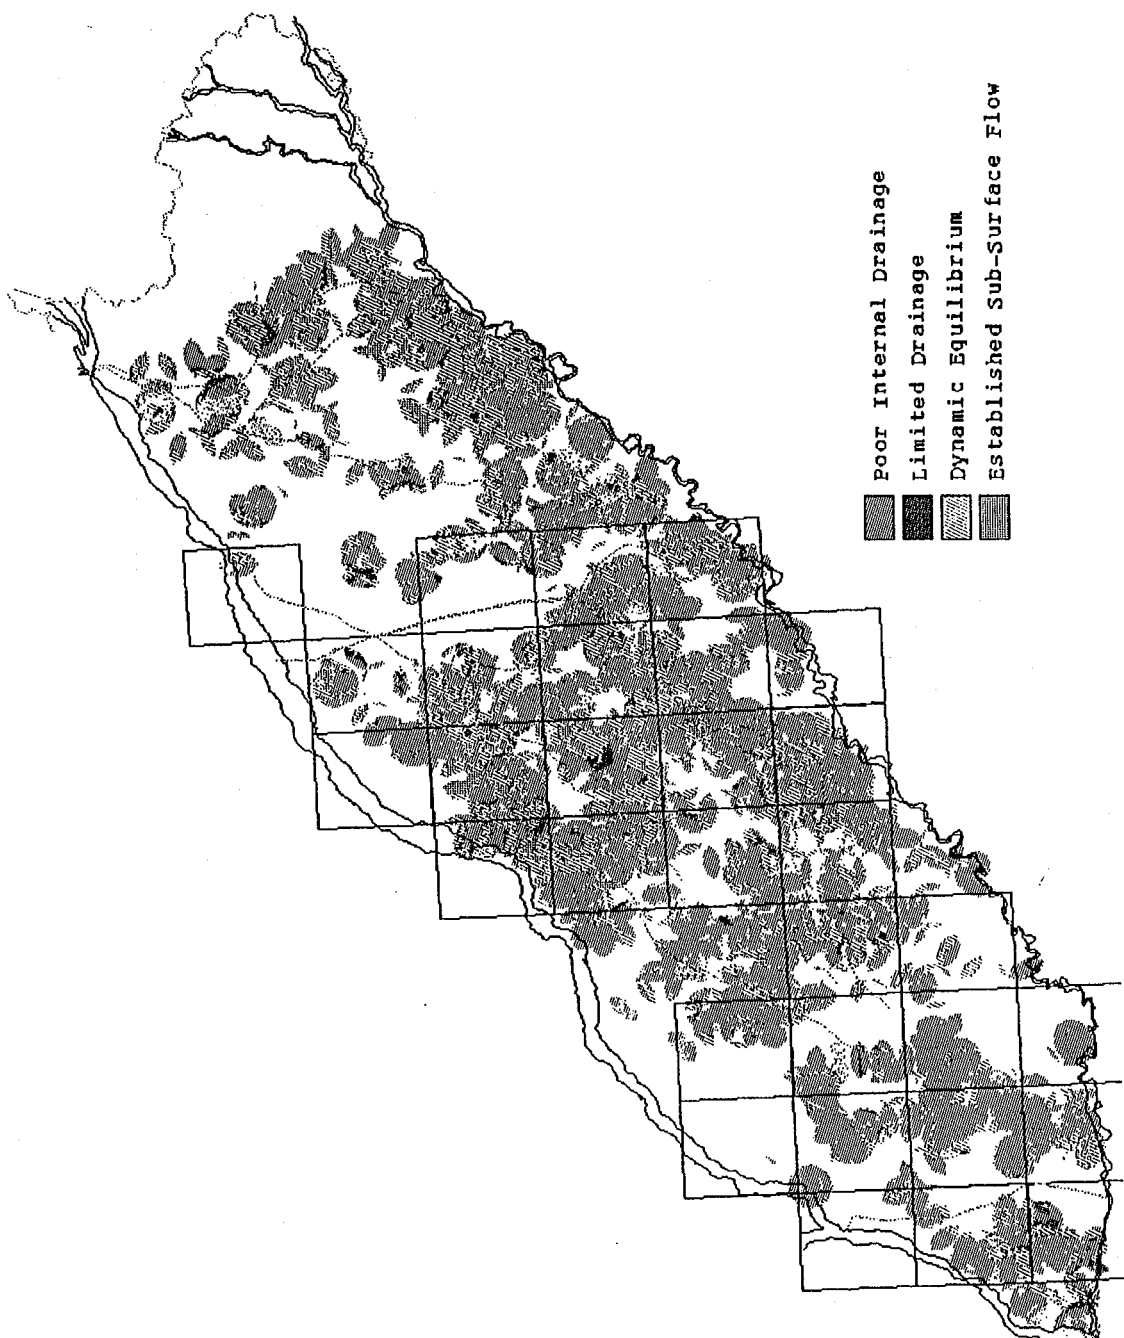 Poor Internal Drainage
Limited Drainage
Dynamic Equilibrium
Established Sub-Surface Flow